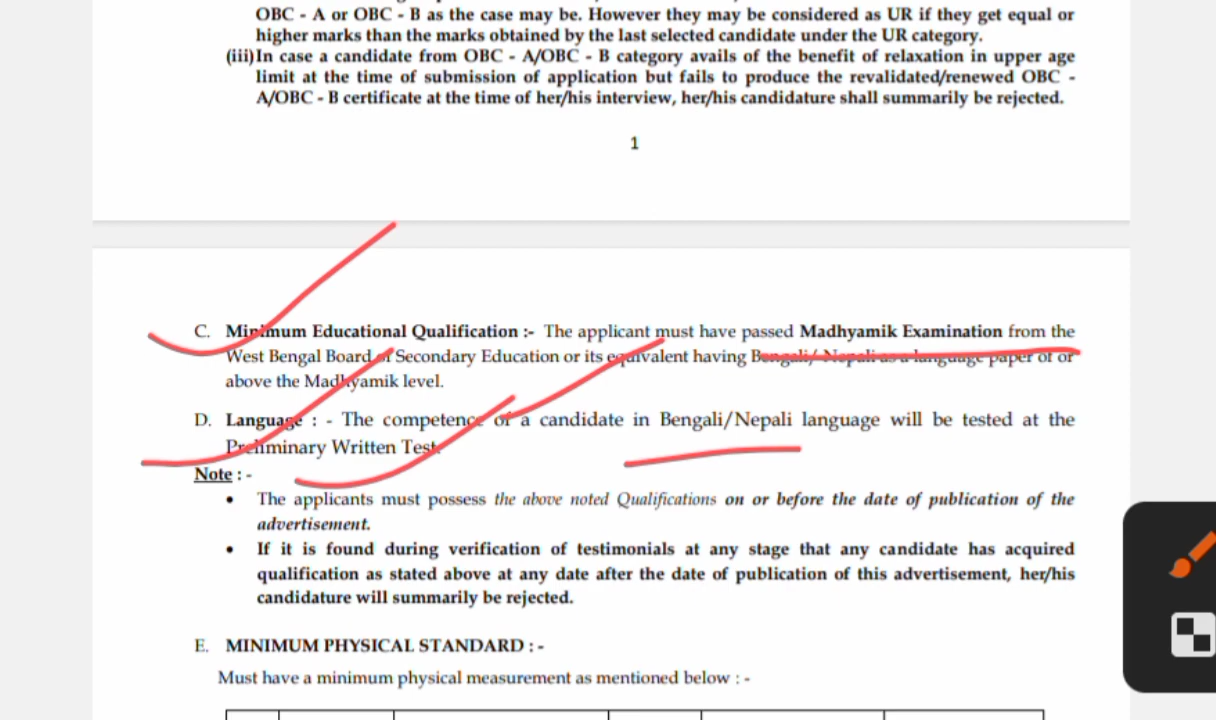 OBC - A or OBC - B as the case may be. However they may be considered as UR if they get equal or
higher marks than the marks obtained by the last selected candidate under the UR category.
(iii)In case a candidate from OBC - A/OBC - B category avails of the benefit of relaxation in upper age
limit at the time of submission of application but fails to produce the revalidated/renewed OBC -
A/OBC - B certificate at the time of her/his interview, her/his candidature shall summarily be rejected.
1
C. Minimum Educational Qualification :- The applicant must have passed Madhyamik Examination from the
West Bengal Board of Secondary Education or its equivalent having Bengali/ Nepali as a language paper of or
above the Madhyamik level.
D. Language : - The competence of a candidate in Bengali/Nepali language will be tested at the
Preliminary Written Test.
Note : -
• The applicants must possess the above noted Qualifications on or before the date of publication of the
advertisement.
• If it is found during verification of testimonials at any stage that any candidate has acquired
qualification as stated above at any date after the date of publication of this advertisement, her/his
candidature will summarily be rejected.
E. MINIMUM PHYSICAL STANDARD : -
Must have a minimum physical measurement as mentioned below : -